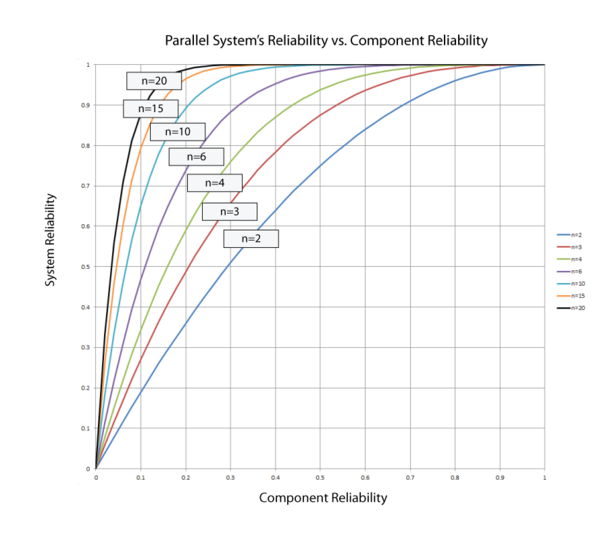 Parallel System's Reliability vs. Component Reliability
1
0.9
0.8
0.7
0.6
0.5
0.4
0.3
0.2
0.1
0
System Reliability
n=20
n=15
n=10
n=6
n=4
n=3
n=2
n=2
n=3
n=4
n=6
n=10
n=15
n=20
0 0.1 0.2 0.3 0.4 0.5 0.6 0.7 0.8 0.9 1
Component Reliability